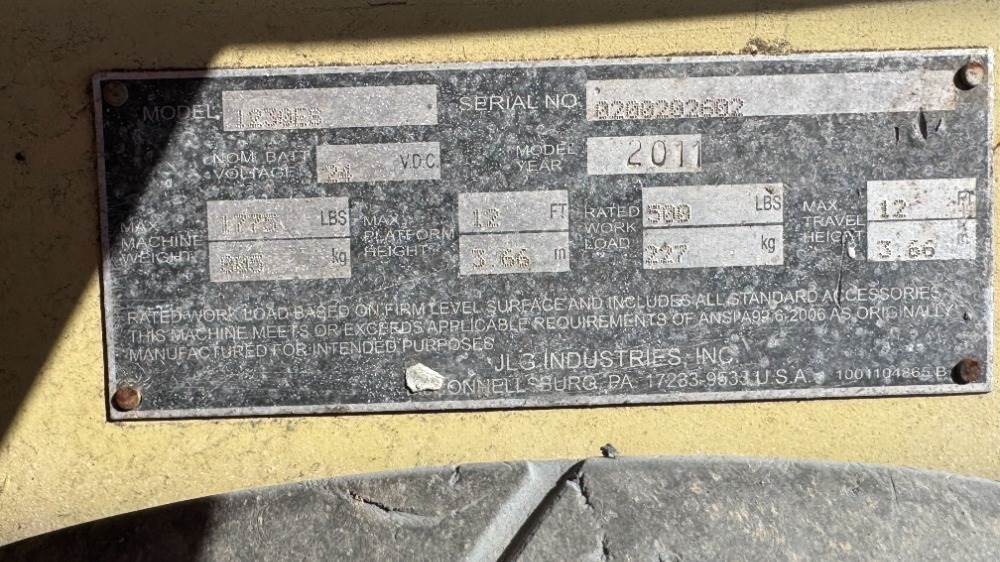 MODEL 1230ES SERIAL NO 0200202602
NOM. BATT. VOLTAGE 24 V.D.C. MODEL YEAR 2011
MAX. MACHINE WEIGHT LBS kg MAX. PLATFORM HEIGHT 12 FT 3.66 m RATED WORK LOAD 500 LBS 227 kg MAX. TRAVEL HEIGHT 12 FT 3.66
RATED WORK LOAD BASED ON FIRM LEVEL SURFACE AND INCLUDES ALL STANDARD ACCESSORIES.
THIS MACHINE MEETS OR EXCEEDS APPLICABLE REQUIREMENTS OF ANSI A92.6-2006 AS ORIGINALLY
MANUFACTURED FOR INTENDED PURPOSES
JLG INDUSTRIES, INC.
CONNELLSBURG, PA 17233-9533 U.S.A. 1001104865 B